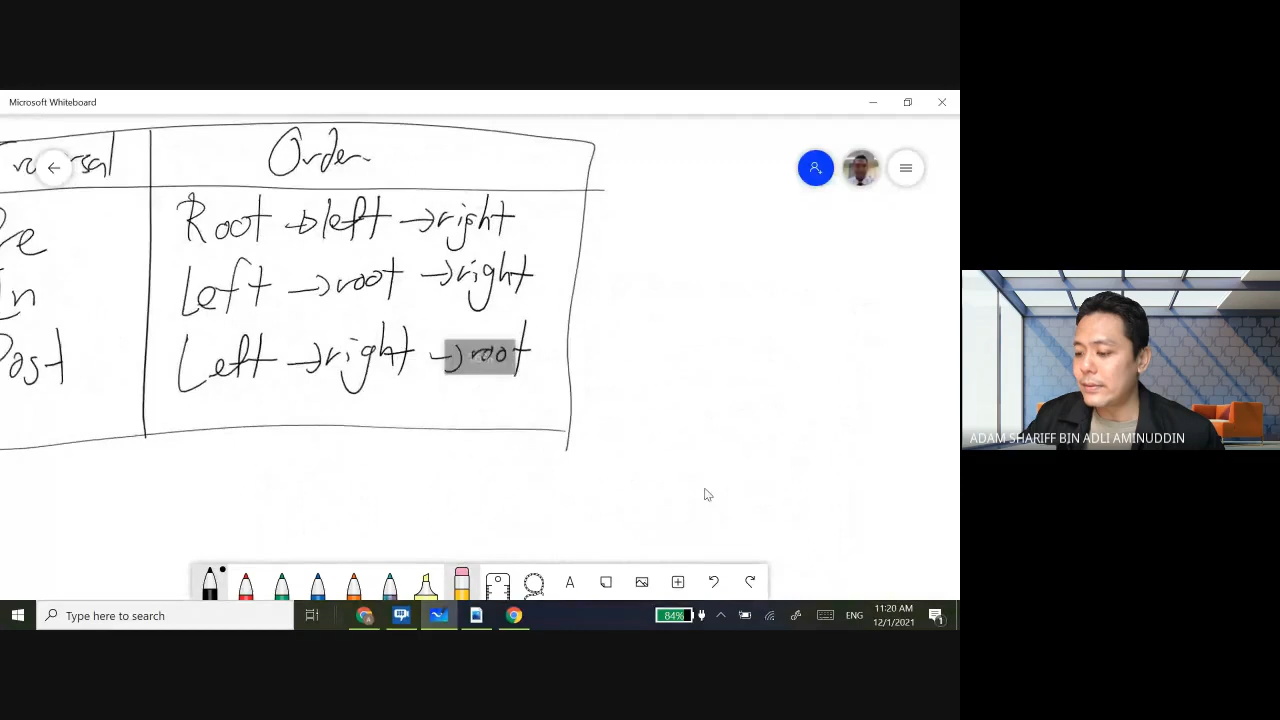 Microsoft Whiteboard
Order
Root → left → right
In
Left → root → right
Post
Left → right → root
ADAM SHARIFF BIN ADLI AMINUDDIN
A
Type here to search
84%
ENG
11:20 AM
12/1/2021
1